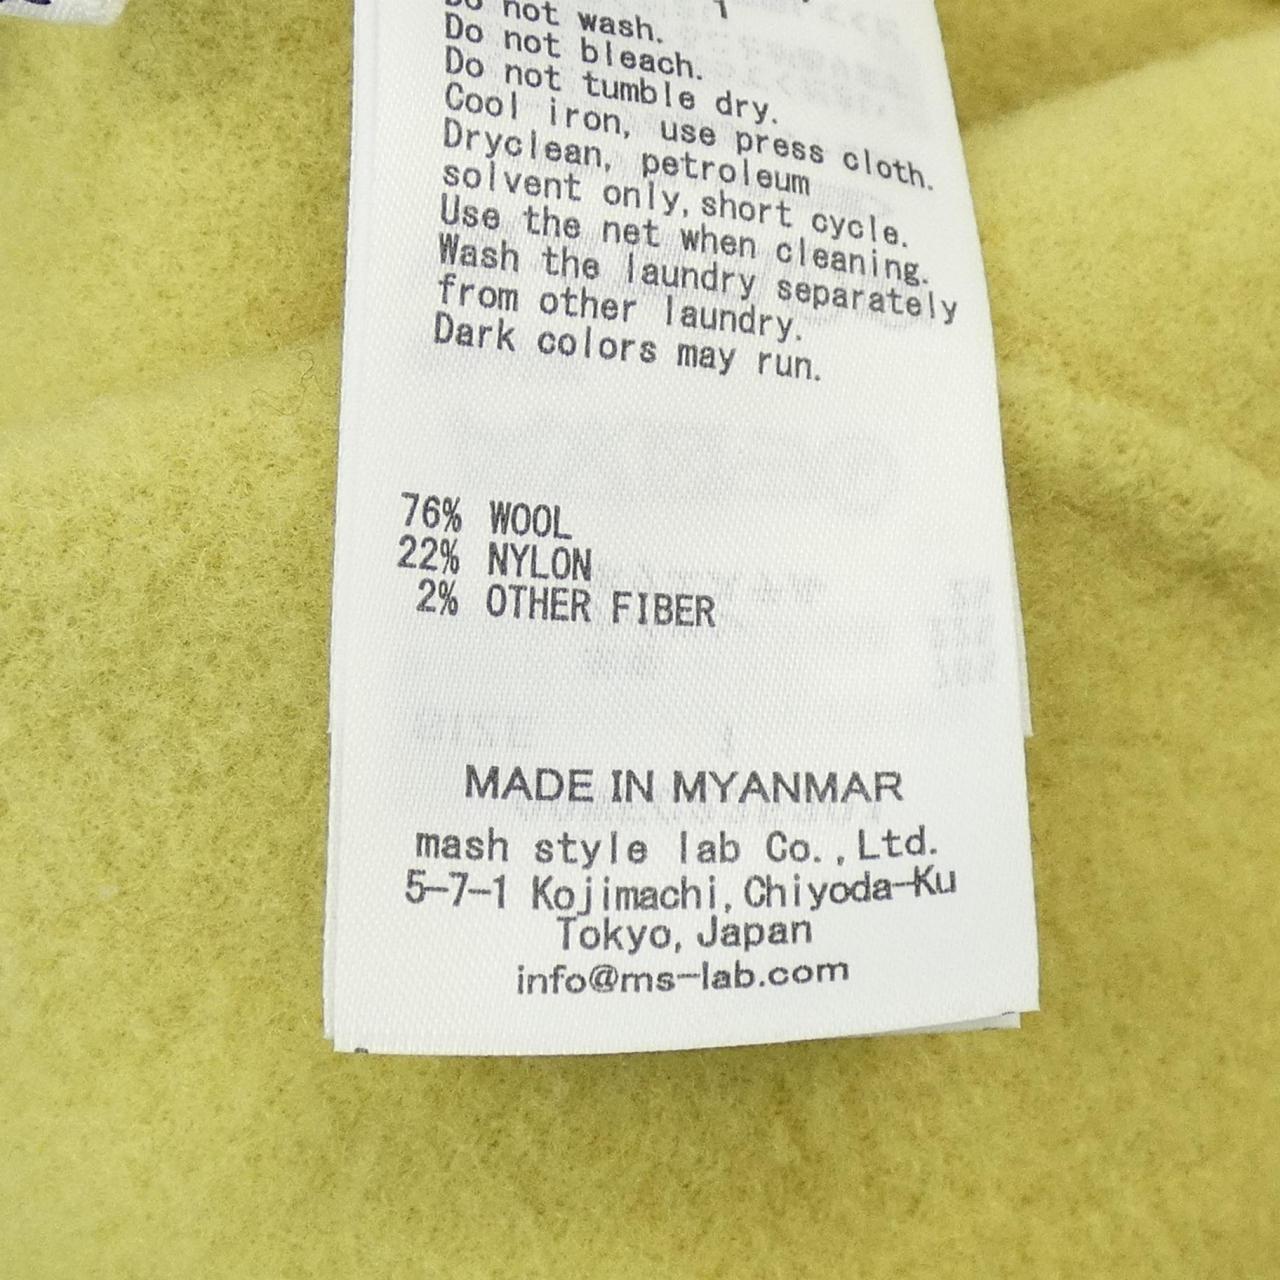 Do not wash.
Do not bleach.
Do not tumble dry.
Cool iron, use press cloth.
Dryclean, petroleum
solvent only, short cycle.
Use the net when cleaning.
Wash the laundry separately
from other laundry.
Dark colors may run.
76% WOOL
22% NYLON
2% OTHER FIBER
MADE IN MYANMAR
mash style lab Co., Ltd.
5-7-1 Kojimachi, Chiyoda-Ku
Tokyo, Japan
info@ms-lab.com